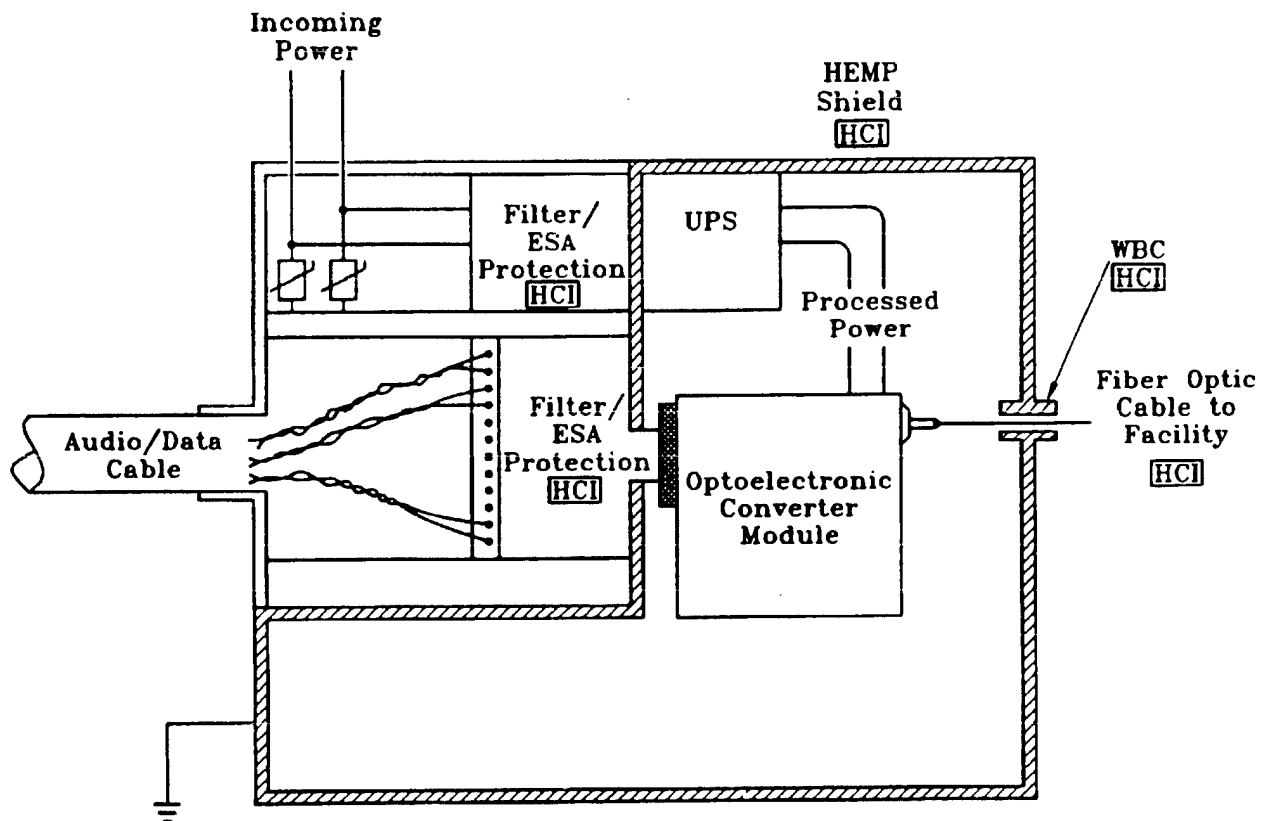 Incoming
Power
HEMP
Shield
HCI
Filter/
ESA
Protection
HCI
UPS
WBC
HCI
Processed
Power
Fiber Optic
Cable to
Facility
HCI
Audio/Data
Cable
Filter/
ESA
Protection
HCI
Optoelectronic
Converter
Module